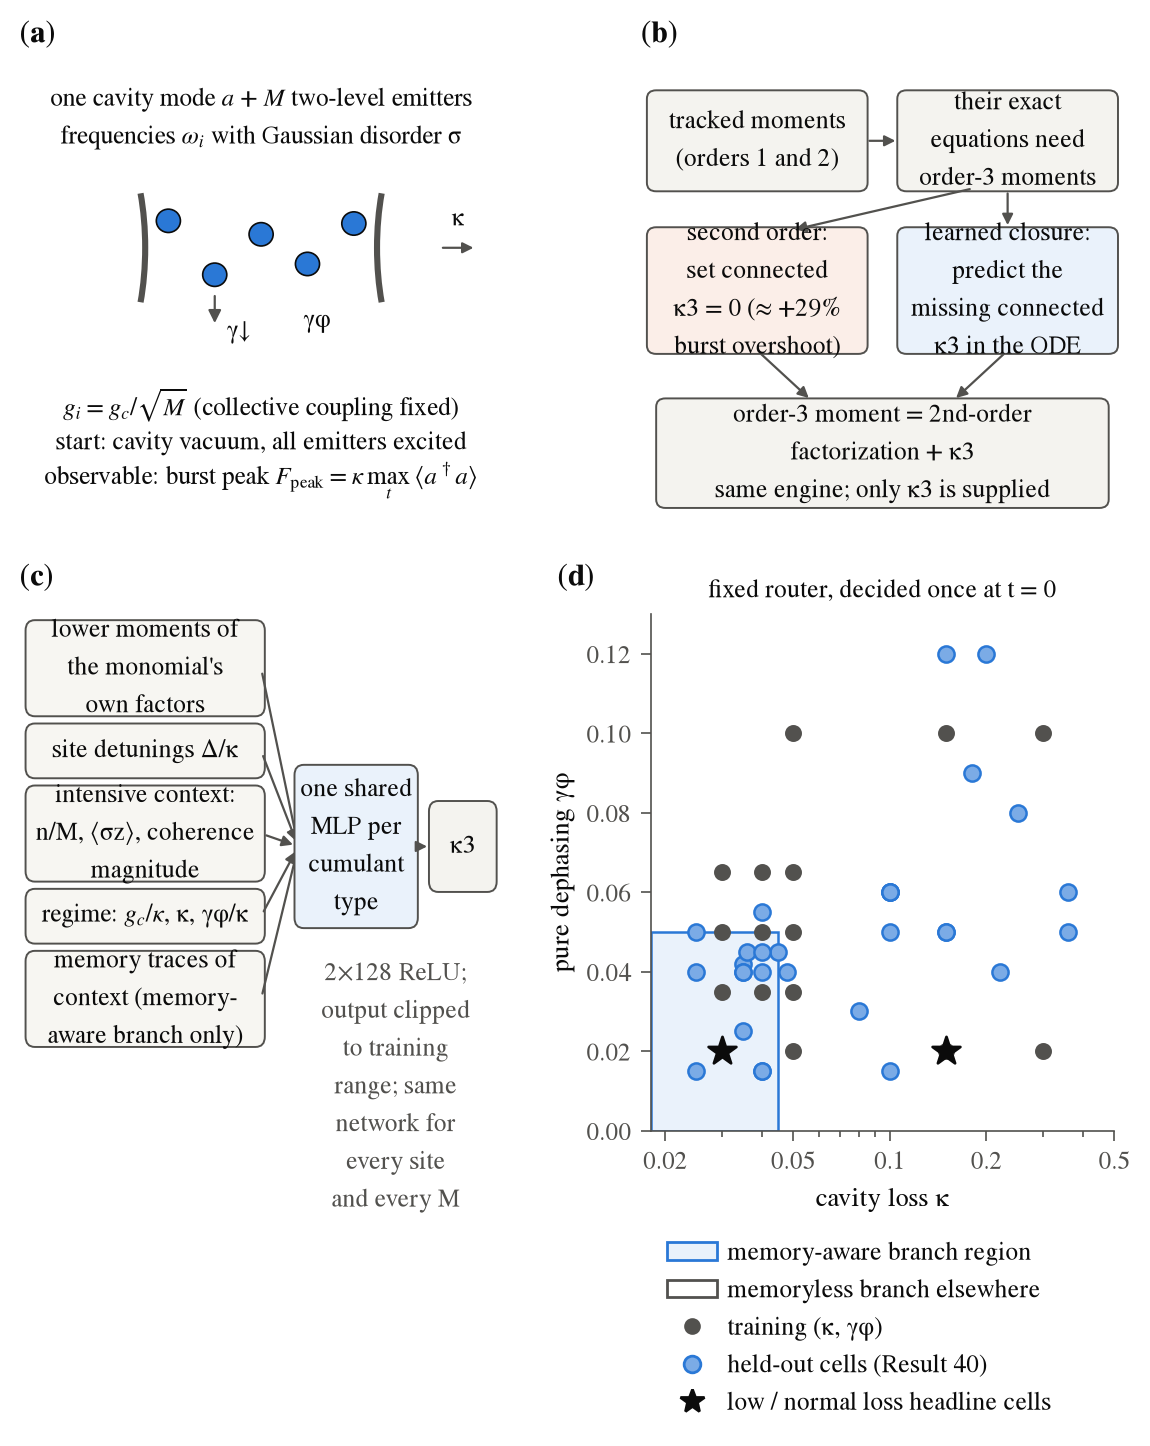 (a)
one cavity mode a + M two-level emitters
frequencies ωᵢ with Gaussian disorder σ
κ
γ↓
γφ
gᵢ = g_c/√M (collective coupling fixed)
start: cavity vacuum, all emitters excited
observable: burst peak F_peak = κ max_t ⟨a†a⟩
(b)
tracked moments
(orders 1 and 2)
their exact
equations need
order-3 moments
second order:
set connected
κ3 = 0 (≈ +29%
burst overshoot)
learned closure:
predict the
missing connected
κ3 in the ODE
order-3 moment = 2nd-order
factorization + κ3
same engine; only κ3 is supplied
(c)
lower moments of
the monomial's
own factors
site detunings Δ/κ
intensive context:
n/M, ⟨σz⟩, coherence
magnitude
regime: g_c/κ, κ, γφ/κ
memory traces of
context (memory-
aware branch only)
one shared
MLP per
cumulant
type
κ3
2×128 ReLU;
output clipped
to training
range; same
network for
every site
and every M
(d)
fixed router, decided once at t = 0
pure dephasing γφ
0.12
0.10
0.08
0.06
0.04
0.02
0.00
0.02
0.05
0.1
0.2
0.5
cavity loss κ
memory-aware branch region
memoryless branch elsewhere
training (κ, γφ)
held-out cells (Result 40)
low / normal loss headline cells